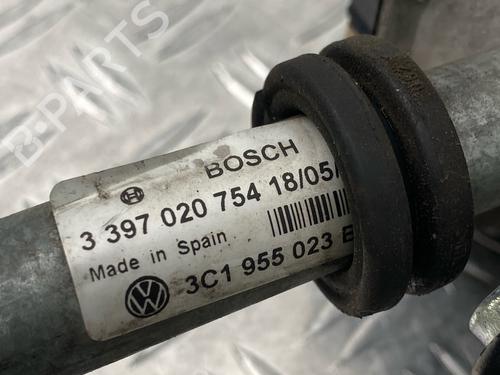 BOSCH
3 397 020 754 18/05/
Made in Spain
3C1 955 023 E
B-PARTS